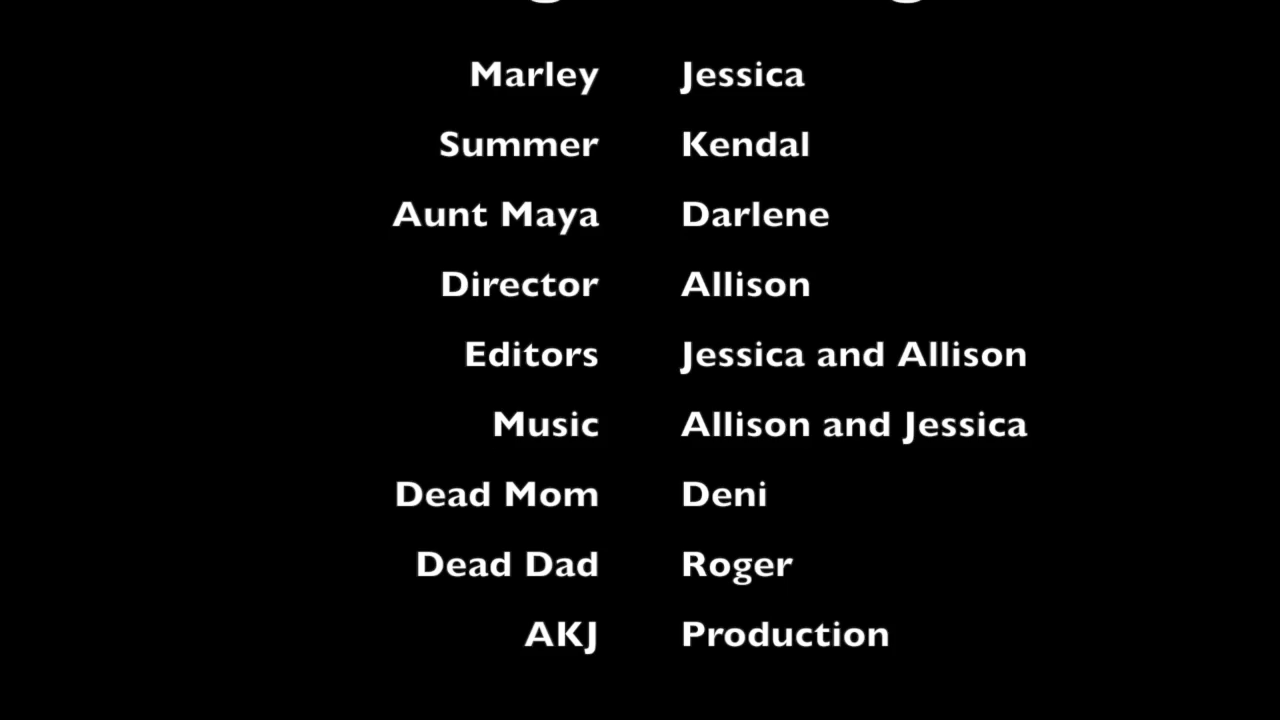 Marley Jessica
Summer Kendal
Aunt Maya Darlene
Director Allison
Editors Jessica and Allison
Music Allison and Jessica
Dead Mom Deni
Dead Dad Roger
AKJ Production